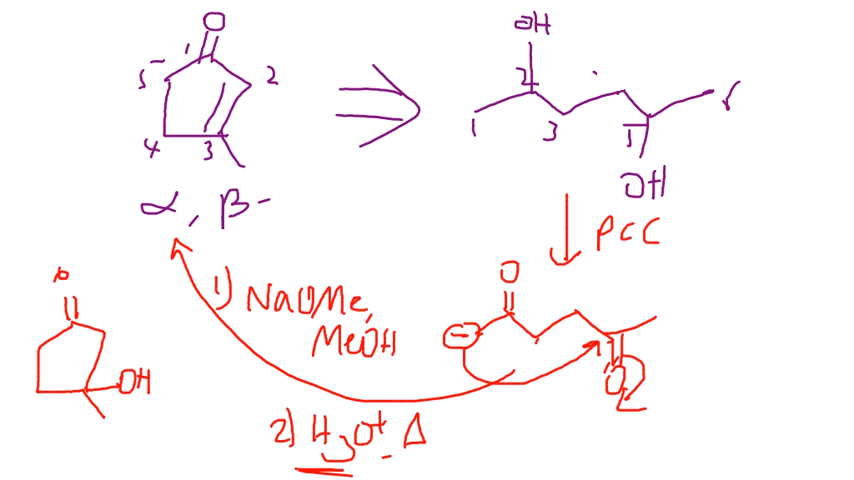 O
OH
1
2
5
2
4
3
1
3
1
OH
α, β-
PCC
O
1) NaOMe,
MeOH
O
OH
2) H3O+, Δ